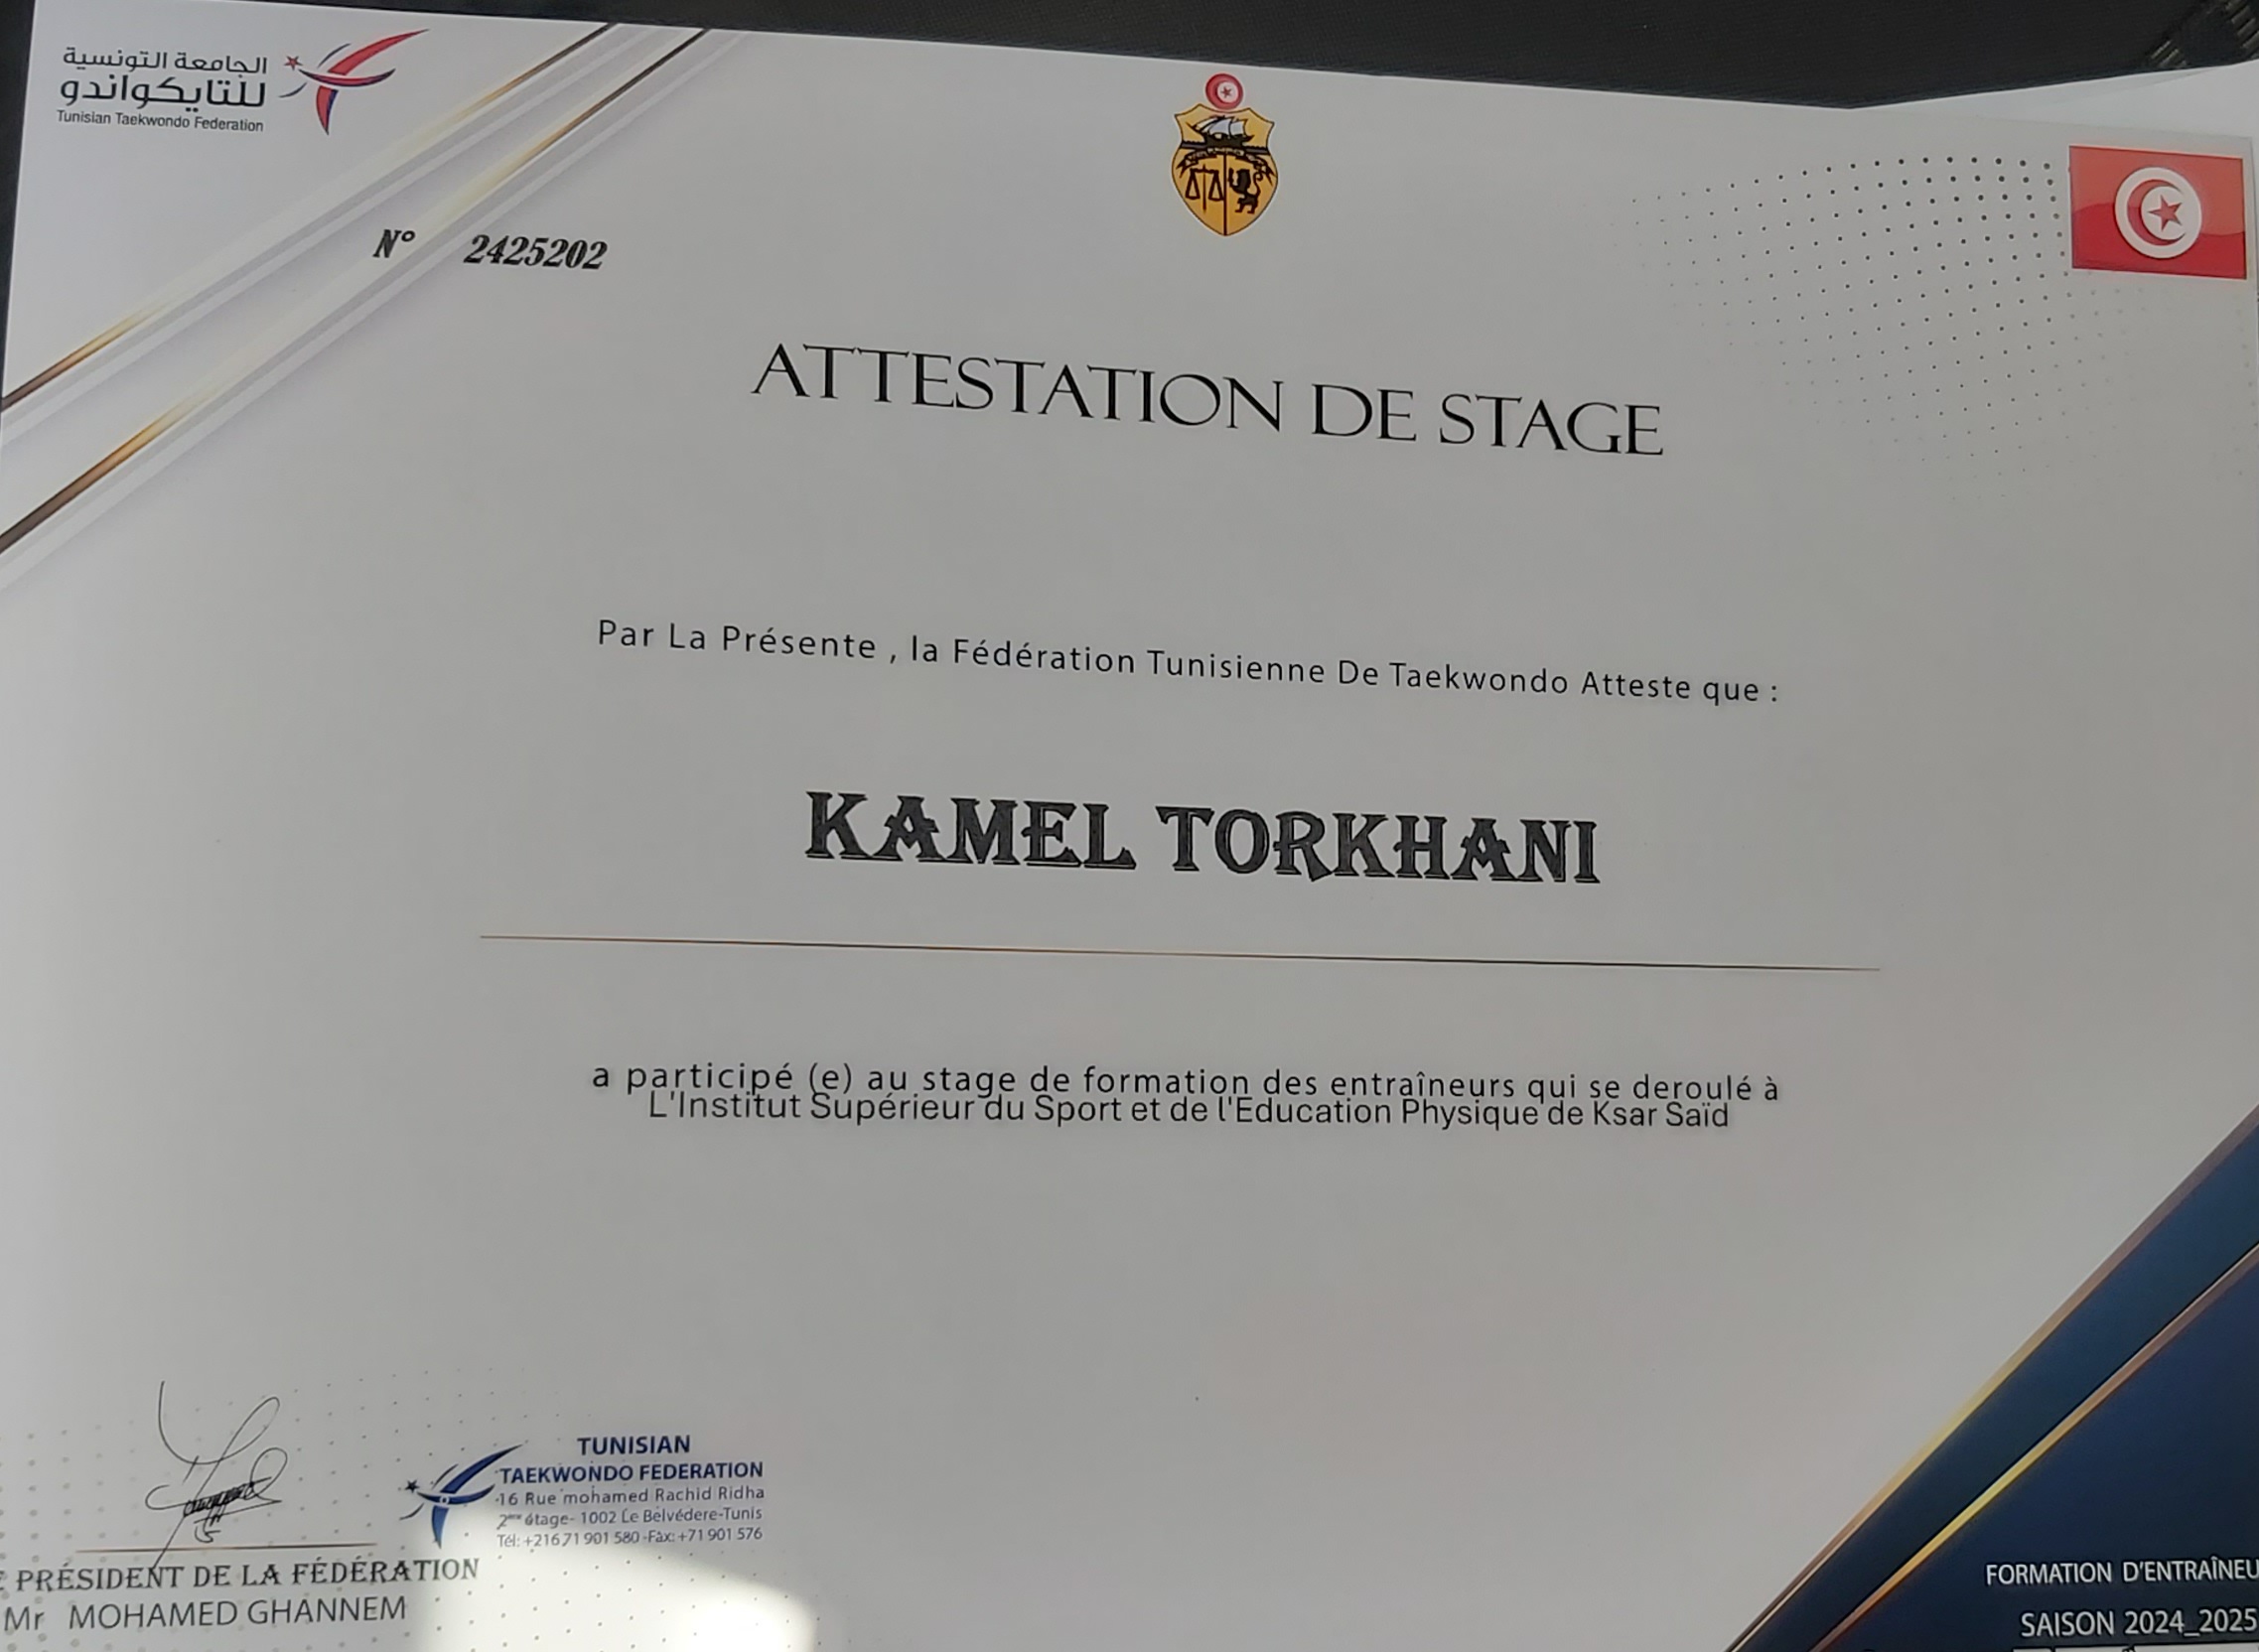 الجامعة التونسية
للتايكواندو
Tunisian Taekwondo Federation
N° 2425202
ATTESTATION DE STAGE
Par La Présente , la Fédération Tunisienne De Taekwondo Atteste que :
KAMEL TORKHANI
a participé (e) au stage de formation des entraîneurs qui se deroulé à
L'Institut Supérieur du Sport et de l'Education Physique de Ksar Saïd
TUNISIAN
TAEKWONDO FEDERATION
16 Rue mohamed Rachid Ridha
2ème étage- 1002 Le Belvédere-Tunis
Tél: +216 71 901 580 -Fax: +71 901 576
PRÉSIDENT DE LA FÉDÉRATION
Mr MOHAMED GHANNEM
FORMATION D'ENTRAÎNEU
SAISON 2024_2025